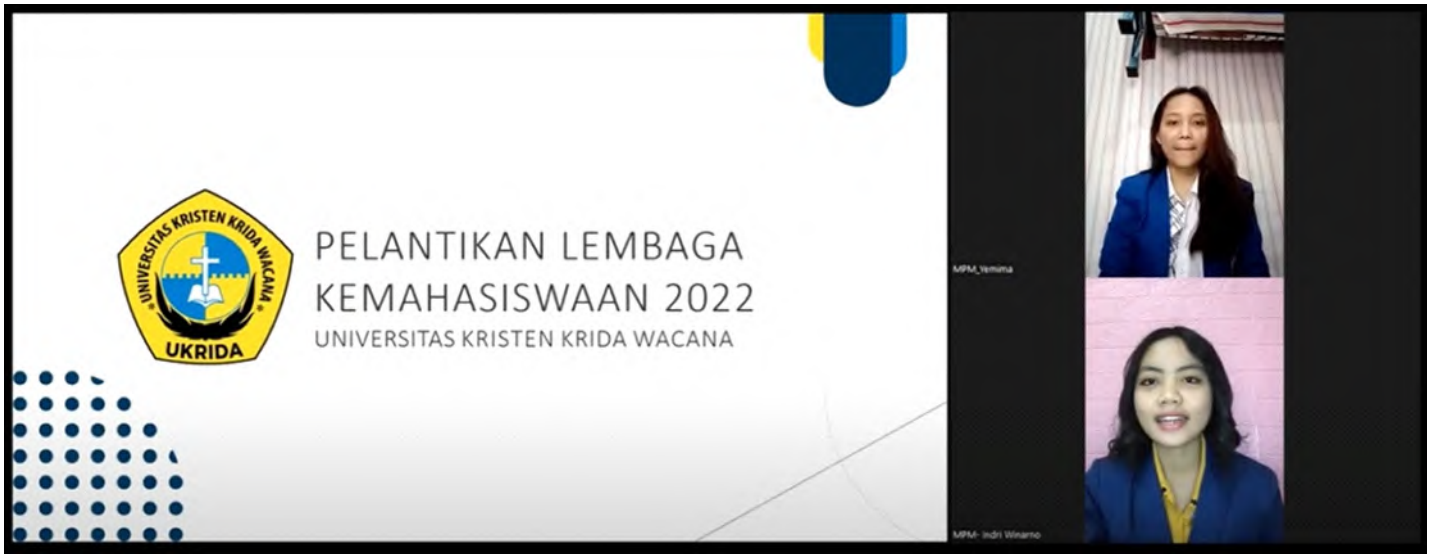 UNIVERSITAS KRISTEN KRIDA WACANA
UKRIDA
PELANTIKAN LEMBAGA
KEMAHASISWAAN 2022
UNIVERSITAS KRISTEN KRIDA WACANA
MPM_Yemima
MPM- Indri Winarno